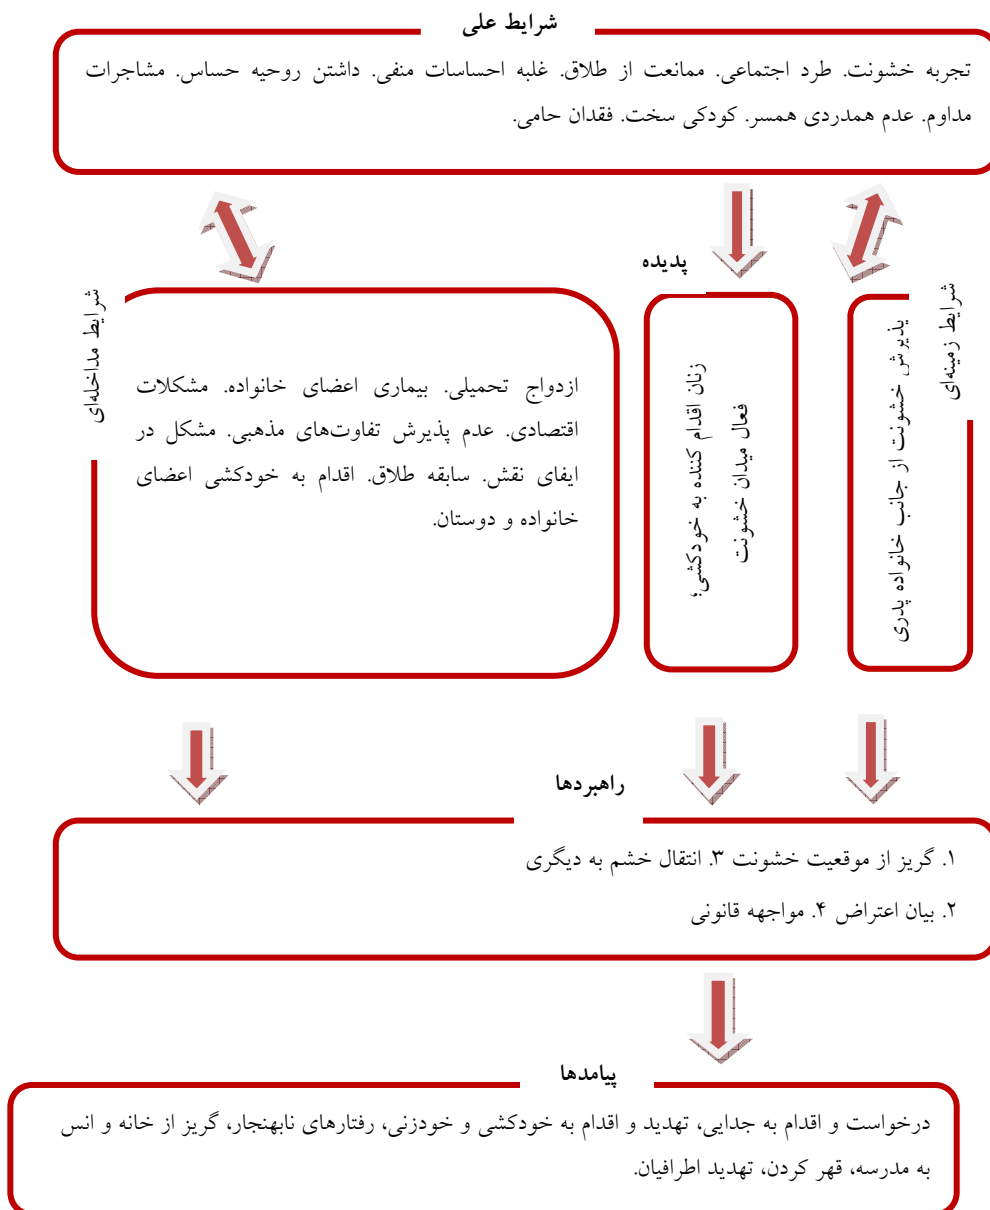 شرایط علی
تجربه خشونت. طرد اجتماعی. ممانعت از طلاق. غلبه احساسات منفی. داشتن روحیه حساس. مشاجرات
مداوم. عدم همدردی همسر. کودکی سخت. فقدان حامی.
پدیده
شرایط زمینه‌ای
پذیرش خشونت از جانب خانواده پدری
زنان اقدام کننده به خودکشی؛
فعال میدان خشونت
شرایط مداخله‌ای
ازدواج تحمیلی. بیماری اعضای خانواده. مشکلات
اقتصادی. عدم پذیرش تفاوت‌های مذهبی. مشکل در
ایفای نقش. سابقه طلاق. اقدام به خودکشی اعضای
خانواده و دوستان.
راهبردها
۱. گریز از موقعیت خشونت ۳. انتقال خشم به دیگری
۲. بیان اعتراض ۴. مواجهه قانونی
پیامدها
درخواست و اقدام به جدایی، تهدید و اقدام به خودکشی و خودزنی، رفتارهای نابهنجار، گریز از خانه و انس
به مدرسه، قهر کردن، تهدید اطرافیان.